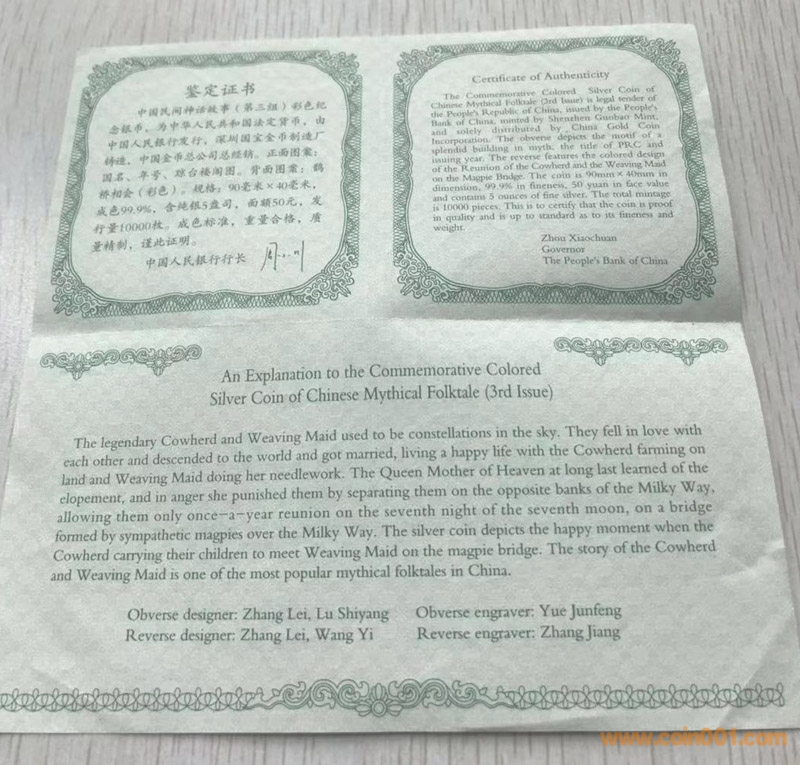 鉴定证书
中国民间神话故事（第三组）彩色纪
念银币，为中华人民共和国法定货币，由
中国人民银行发行，深圳国宝金币制造厂
铸造，中国金币总公司总经销。正面图案：
国名、年号、琼台楼阁图。背面图案：鹊
桥相会（彩色）。规格：90毫米×40毫米，
成色99.9%，含纯银5盎司，面额50元，发
行量10000枚。成色标准，重量合格，质
量精制，谨此证明。
中国人民银行行长
Certificate of Authenticity
The Commemorative Colored Silver Coin of
Chinese Mythical Folktale (3rd Issue) is legal tender of
the People's Republic of China, issued by the People's
Bank of China, minted by Shenzhen Guobao Mint,
and solely distributed by China Gold Coin
Incorporation. The obverse depicts the motif of a
splendid building in myth, the title of PRC and
issuing year. The reverse features the colored design
of the Reunion of the Cowherd and the Weaving Maid
on the Magpie Bridge. The coin is 90mm×40mm in
dimension, 99.9% in fineness, 50 yuan in face value
and contains 5 ounces of fine silver. The total mintage
is 10000 pieces. This is to certify that the coin is proof
in quality and is up to standard as to its fineness and
weight.
Zhou Xiaochuan
Governor
The People's Bank of China
An Explanation to the Commemorative Colored
Silver Coin of Chinese Mythical Folktale (3rd Issue)
The legendary Cowherd and Weaving Maid used to be constellations in the sky. They fell in love with
each other and descended to the world and got married, living a happy life with the Cowherd farming on
land and Weaving Maid doing her needlework. The Queen Mother of Heaven at long last learned of the
elopement, and in anger she punished them by separating them on the opposite banks of the Milky Way,
allowing them only once-a-year reunion on the seventh night of the seventh moon, on a bridge
formed by sympathetic magpies over the Milky Way. The silver coin depicts the happy moment when the
Cowherd carrying their children to meet Weaving Maid on the magpie bridge. The story of the Cowherd
and Weaving Maid is one of the most popular mythical folktales in China.
Obverse designer: Zhang Lei, Lu Shiyang Obverse engraver: Yue Junfeng
Reverse designer: Zhang Lei, Wang Yi Reverse engraver: Zhang Jiang
www.coin001.com